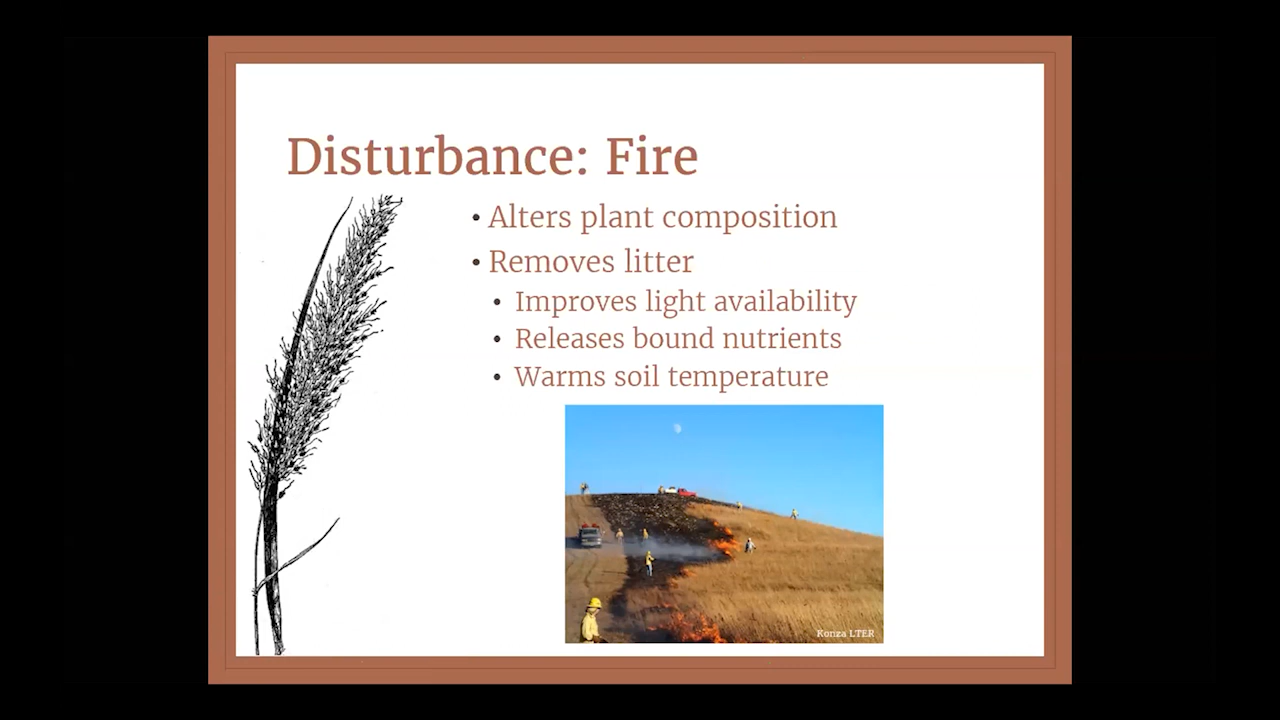 Disturbance: Fire
• Alters plant composition
• Removes litter
• Improves light availability
• Releases bound nutrients
• Warms soil temperature
Konza LTER